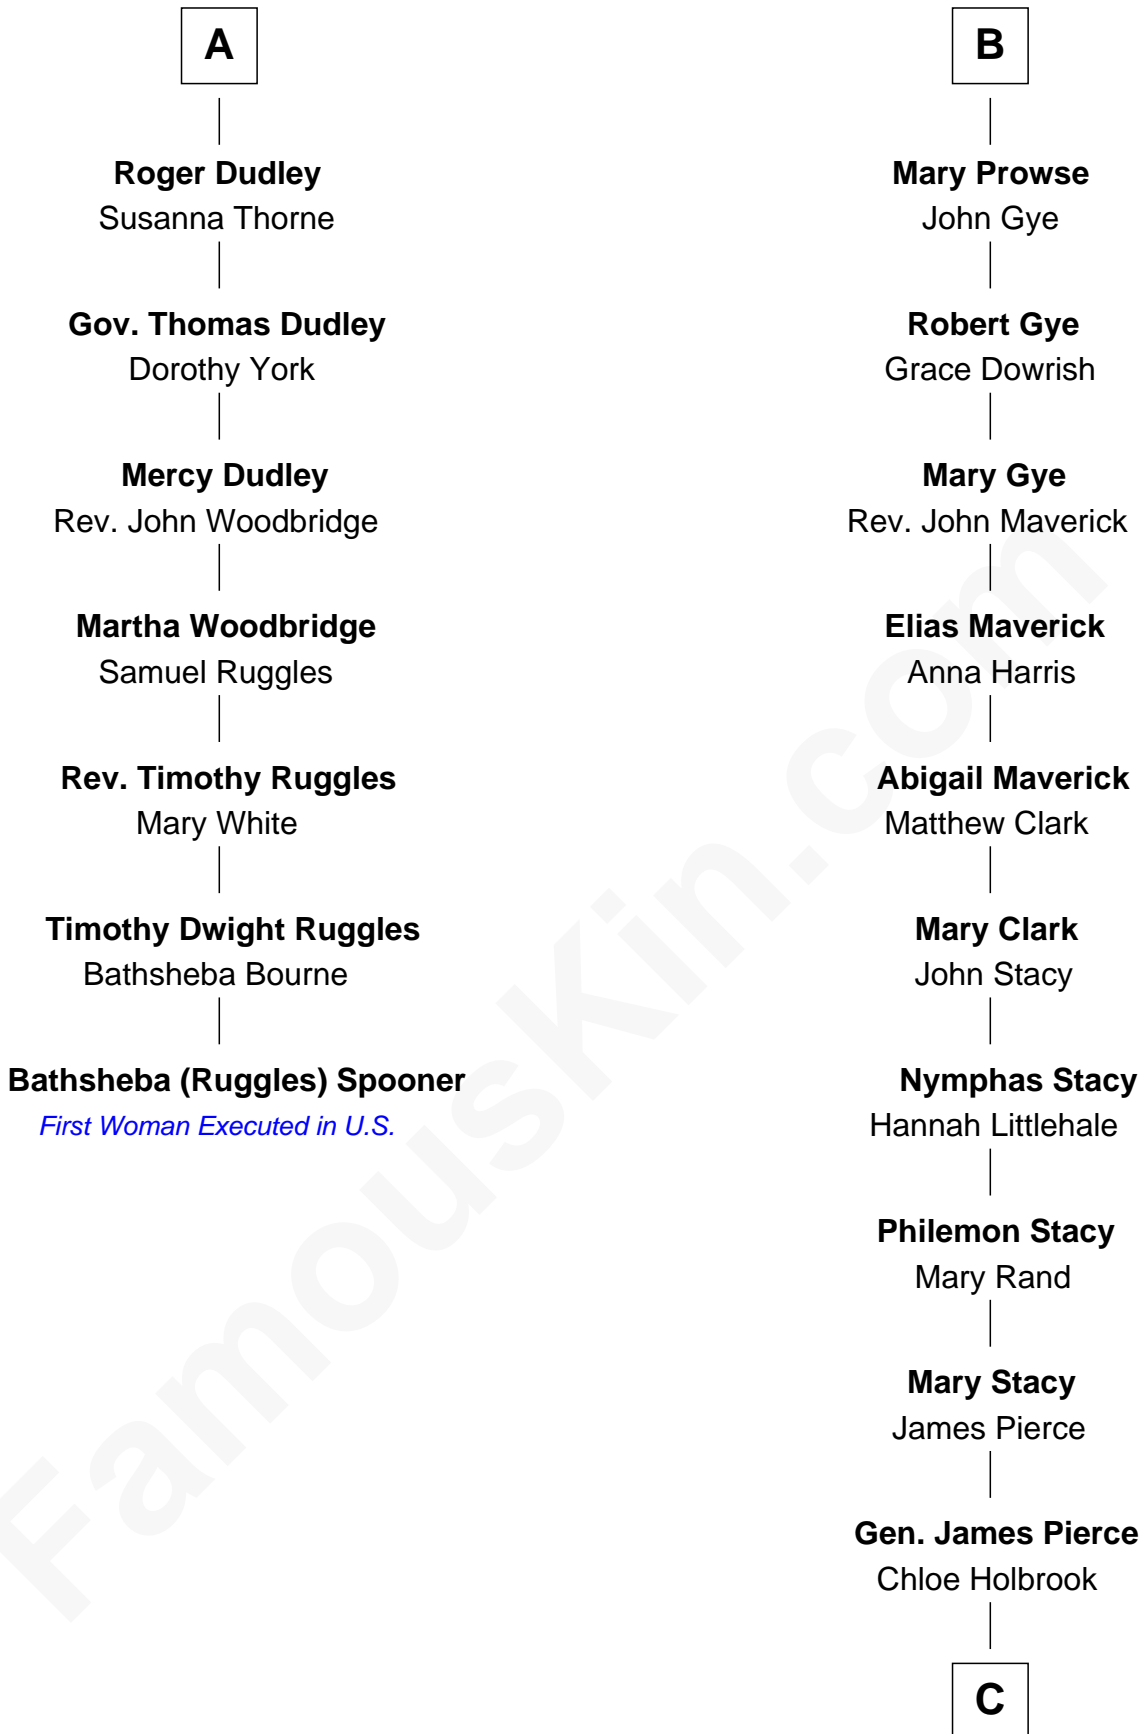 A
Roger Dudley
Susanna Thorne
Gov. Thomas Dudley
Dorothy York
Mercy Dudley
Rev. John Woodbridge
Martha Woodbridge
Samuel Ruggles
Rev. Timothy Ruggles
Mary White
Timothy Dwight Ruggles
Bathsheba Bourne
Bathsheba (Ruggles) Spooner
First Woman Executed in U.S.
B
Mary Prowse
John Gye
Robert Gye
Grace Dowrish
Mary Gye
Rev. John Maverick
Elias Maverick
Anna Harris
Abigail Maverick
Matthew Clark
Mary Clark
John Stacy
Nymphas Stacy
Hannah Littlehale
Philemon Stacy
Mary Rand
Mary Stacy
James Pierce
Gen. James Pierce
Chloe Holbrook
C
FamousKin.com